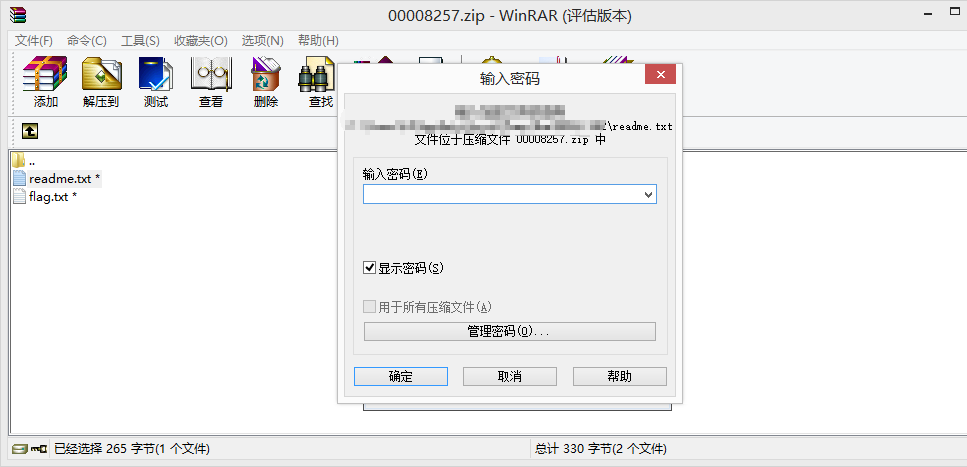 00008257.zip - WinRAR (评估版本)
文件(F) 命令(C) 工具(S) 收藏夹(O) 选项(N) 帮助(H)
添加 解压到 测试 查看 删除 查找
输入密码
\readme.txt
文件位于压缩文件 00008257.zip 中
输入密码(E)
显示密码(S)
用于所有压缩文件(A)
管理密码(O)...
确定 取消 帮助
..
readme.txt *
flag.txt *
已经选择 265 字节(1 个文件) 总计 330 字节(2 个文件)